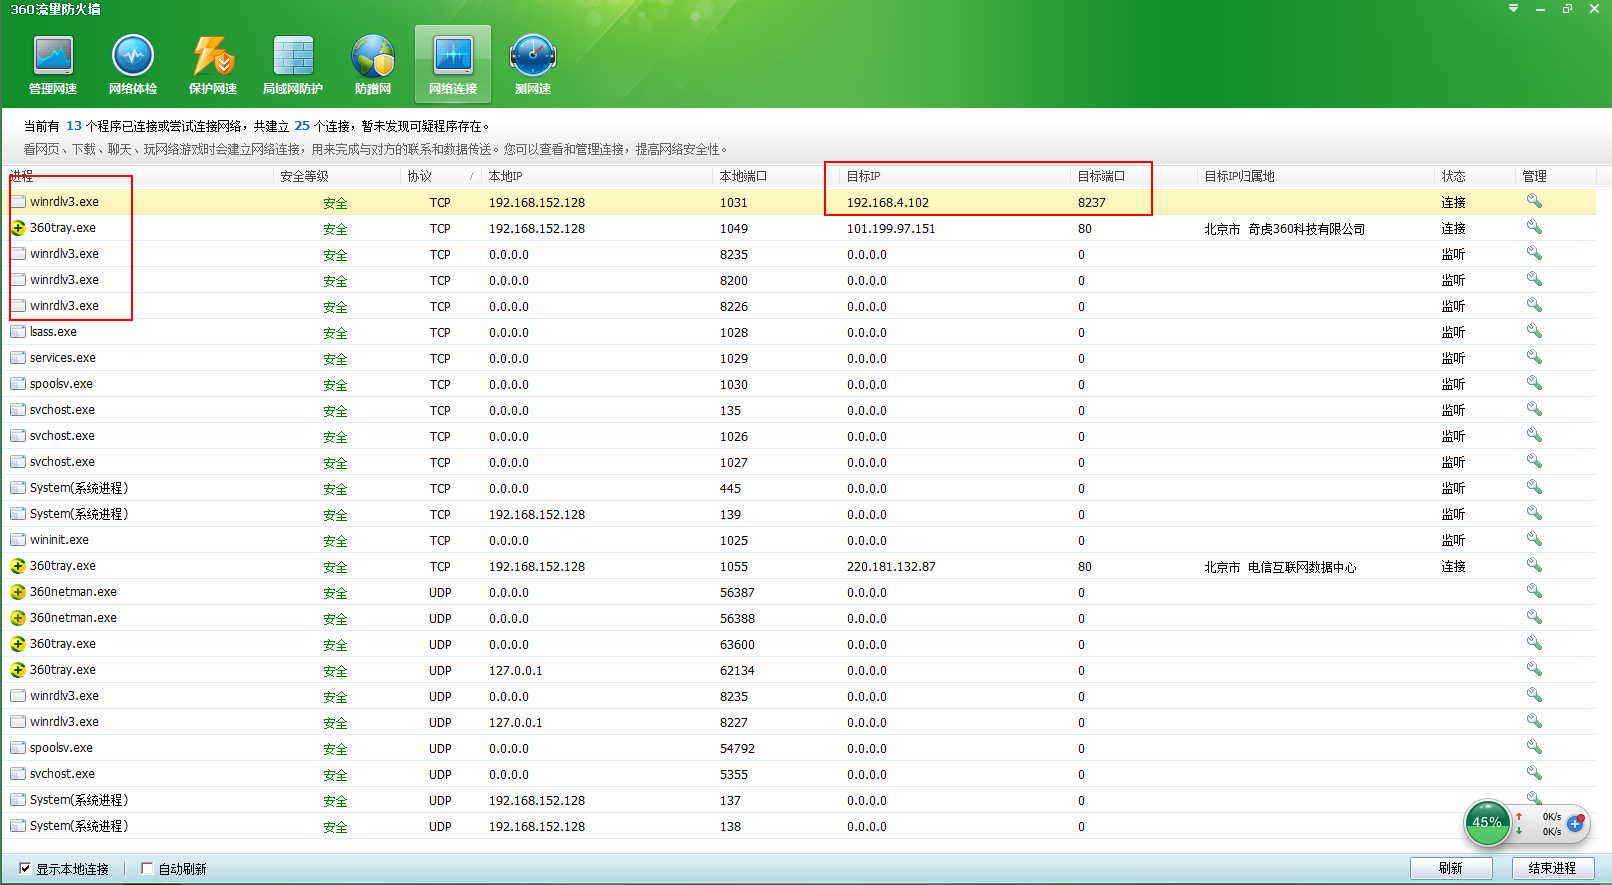 360流量防火墙
管理网速 网络体检 保护网速 局域网防护 防蹭网 网络连接 测网速
当前有 13 个程序已连接或尝试连接网络，共建立 25 个连接，暂未发现可疑程序存在。
看网页、下载、聊天、玩网络游戏时会建立网络连接，用来完成与对方的联系和数据传送。您可以查看和管理连接，提高网络安全性。
进程 安全等级 协议 / 本地IP 本地端口 目标IP 目标端口 目标IP归属地 状态 管理
winrdlv3.exe 安全 TCP 192.168.152.128 1031 192.168.4.102 8237 连接
360tray.exe 安全 TCP 192.168.152.128 1049 101.199.97.151 80 北京市 奇虎360科技有限公司 连接
winrdlv3.exe 安全 TCP 0.0.0.0 8235 0.0.0.0 0 监听
winrdlv3.exe 安全 TCP 0.0.0.0 8200 0.0.0.0 0 监听
winrdlv3.exe 安全 TCP 0.0.0.0 8226 0.0.0.0 0 监听
lsass.exe 安全 TCP 0.0.0.0 1028 0.0.0.0 0 监听
services.exe 安全 TCP 0.0.0.0 1029 0.0.0.0 0 监听
spoolsv.exe 安全 TCP 0.0.0.0 1030 0.0.0.0 0 监听
svchost.exe 安全 TCP 0.0.0.0 135 0.0.0.0 0 监听
svchost.exe 安全 TCP 0.0.0.0 1026 0.0.0.0 0 监听
svchost.exe 安全 TCP 0.0.0.0 1027 0.0.0.0 0 监听
System(系统进程) 安全 TCP 0.0.0.0 445 0.0.0.0 0 监听
System(系统进程) 安全 TCP 192.168.152.128 139 0.0.0.0 0 监听
wininit.exe 安全 TCP 0.0.0.0 1025 0.0.0.0 0 监听
360tray.exe 安全 TCP 192.168.152.128 1055 220.181.132.87 80 北京市 电信互联网数据中心 连接
360netman.exe 安全 UDP 0.0.0.0 56387 0.0.0.0 0
360netman.exe 安全 UDP 0.0.0.0 56388 0.0.0.0 0
360tray.exe 安全 UDP 0.0.0.0 63600 0.0.0.0 0
360tray.exe 安全 UDP 127.0.0.1 62134 0.0.0.0 0
winrdlv3.exe 安全 UDP 0.0.0.0 8235 0.0.0.0 0
winrdlv3.exe 安全 UDP 127.0.0.1 8227 0.0.0.0 0
spoolsv.exe 安全 UDP 0.0.0.0 54792 0.0.0.0 0
svchost.exe 安全 UDP 0.0.0.0 5355 0.0.0.0 0
System(系统进程) 安全 UDP 192.168.152.128 137 0.0.0.0 0
System(系统进程) 安全 UDP 192.168.152.128 138 0.0.0.0 0
45% 0K/s
0K/s
显示本地连接 自动刷新 刷新 结束进程